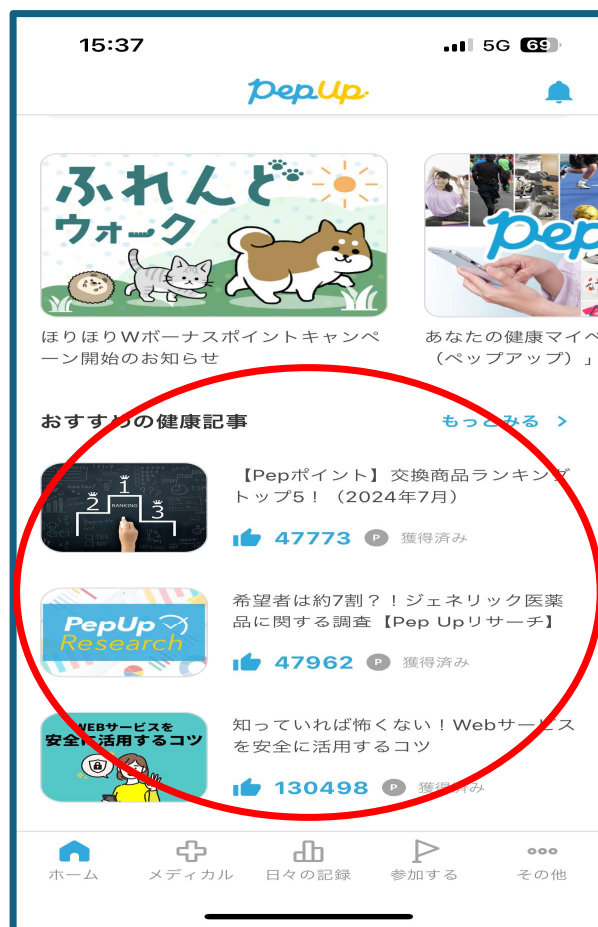 15:37
5G 69
PepUp
ふれんど
ウォーク
Pep
ほりほりWボーナスポイントキャンペ
ーン開始のお知らせ
あなたの健康マイペ
（ペップアップ）」
おすすめの健康記事
もっとみる >
1
2
RANKING
3
【Pepポイント】交換商品ランキング
トップ5！（2024年7月）
47773 P 獲得済み
PepUp
Research
希望者は約7割？！ジェネリック医薬
品に関する調査【Pep Upリサーチ】
47962 P 獲得済み
WEBサービスを
安全に活用するコツ
知っていれば怖くない！Webサービス
を安全に活用するコツ
130498 P 獲得済み
ホーム
メディカル
日々の記録
参加する
その他